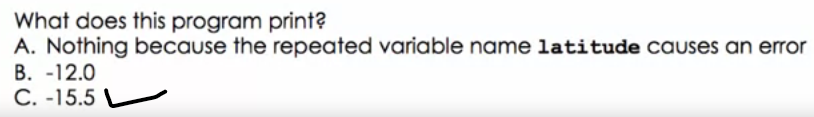 What does this program print?
A. Nothing because the repeated variable name latitude causes an error
B. -12.0
C. -15.5